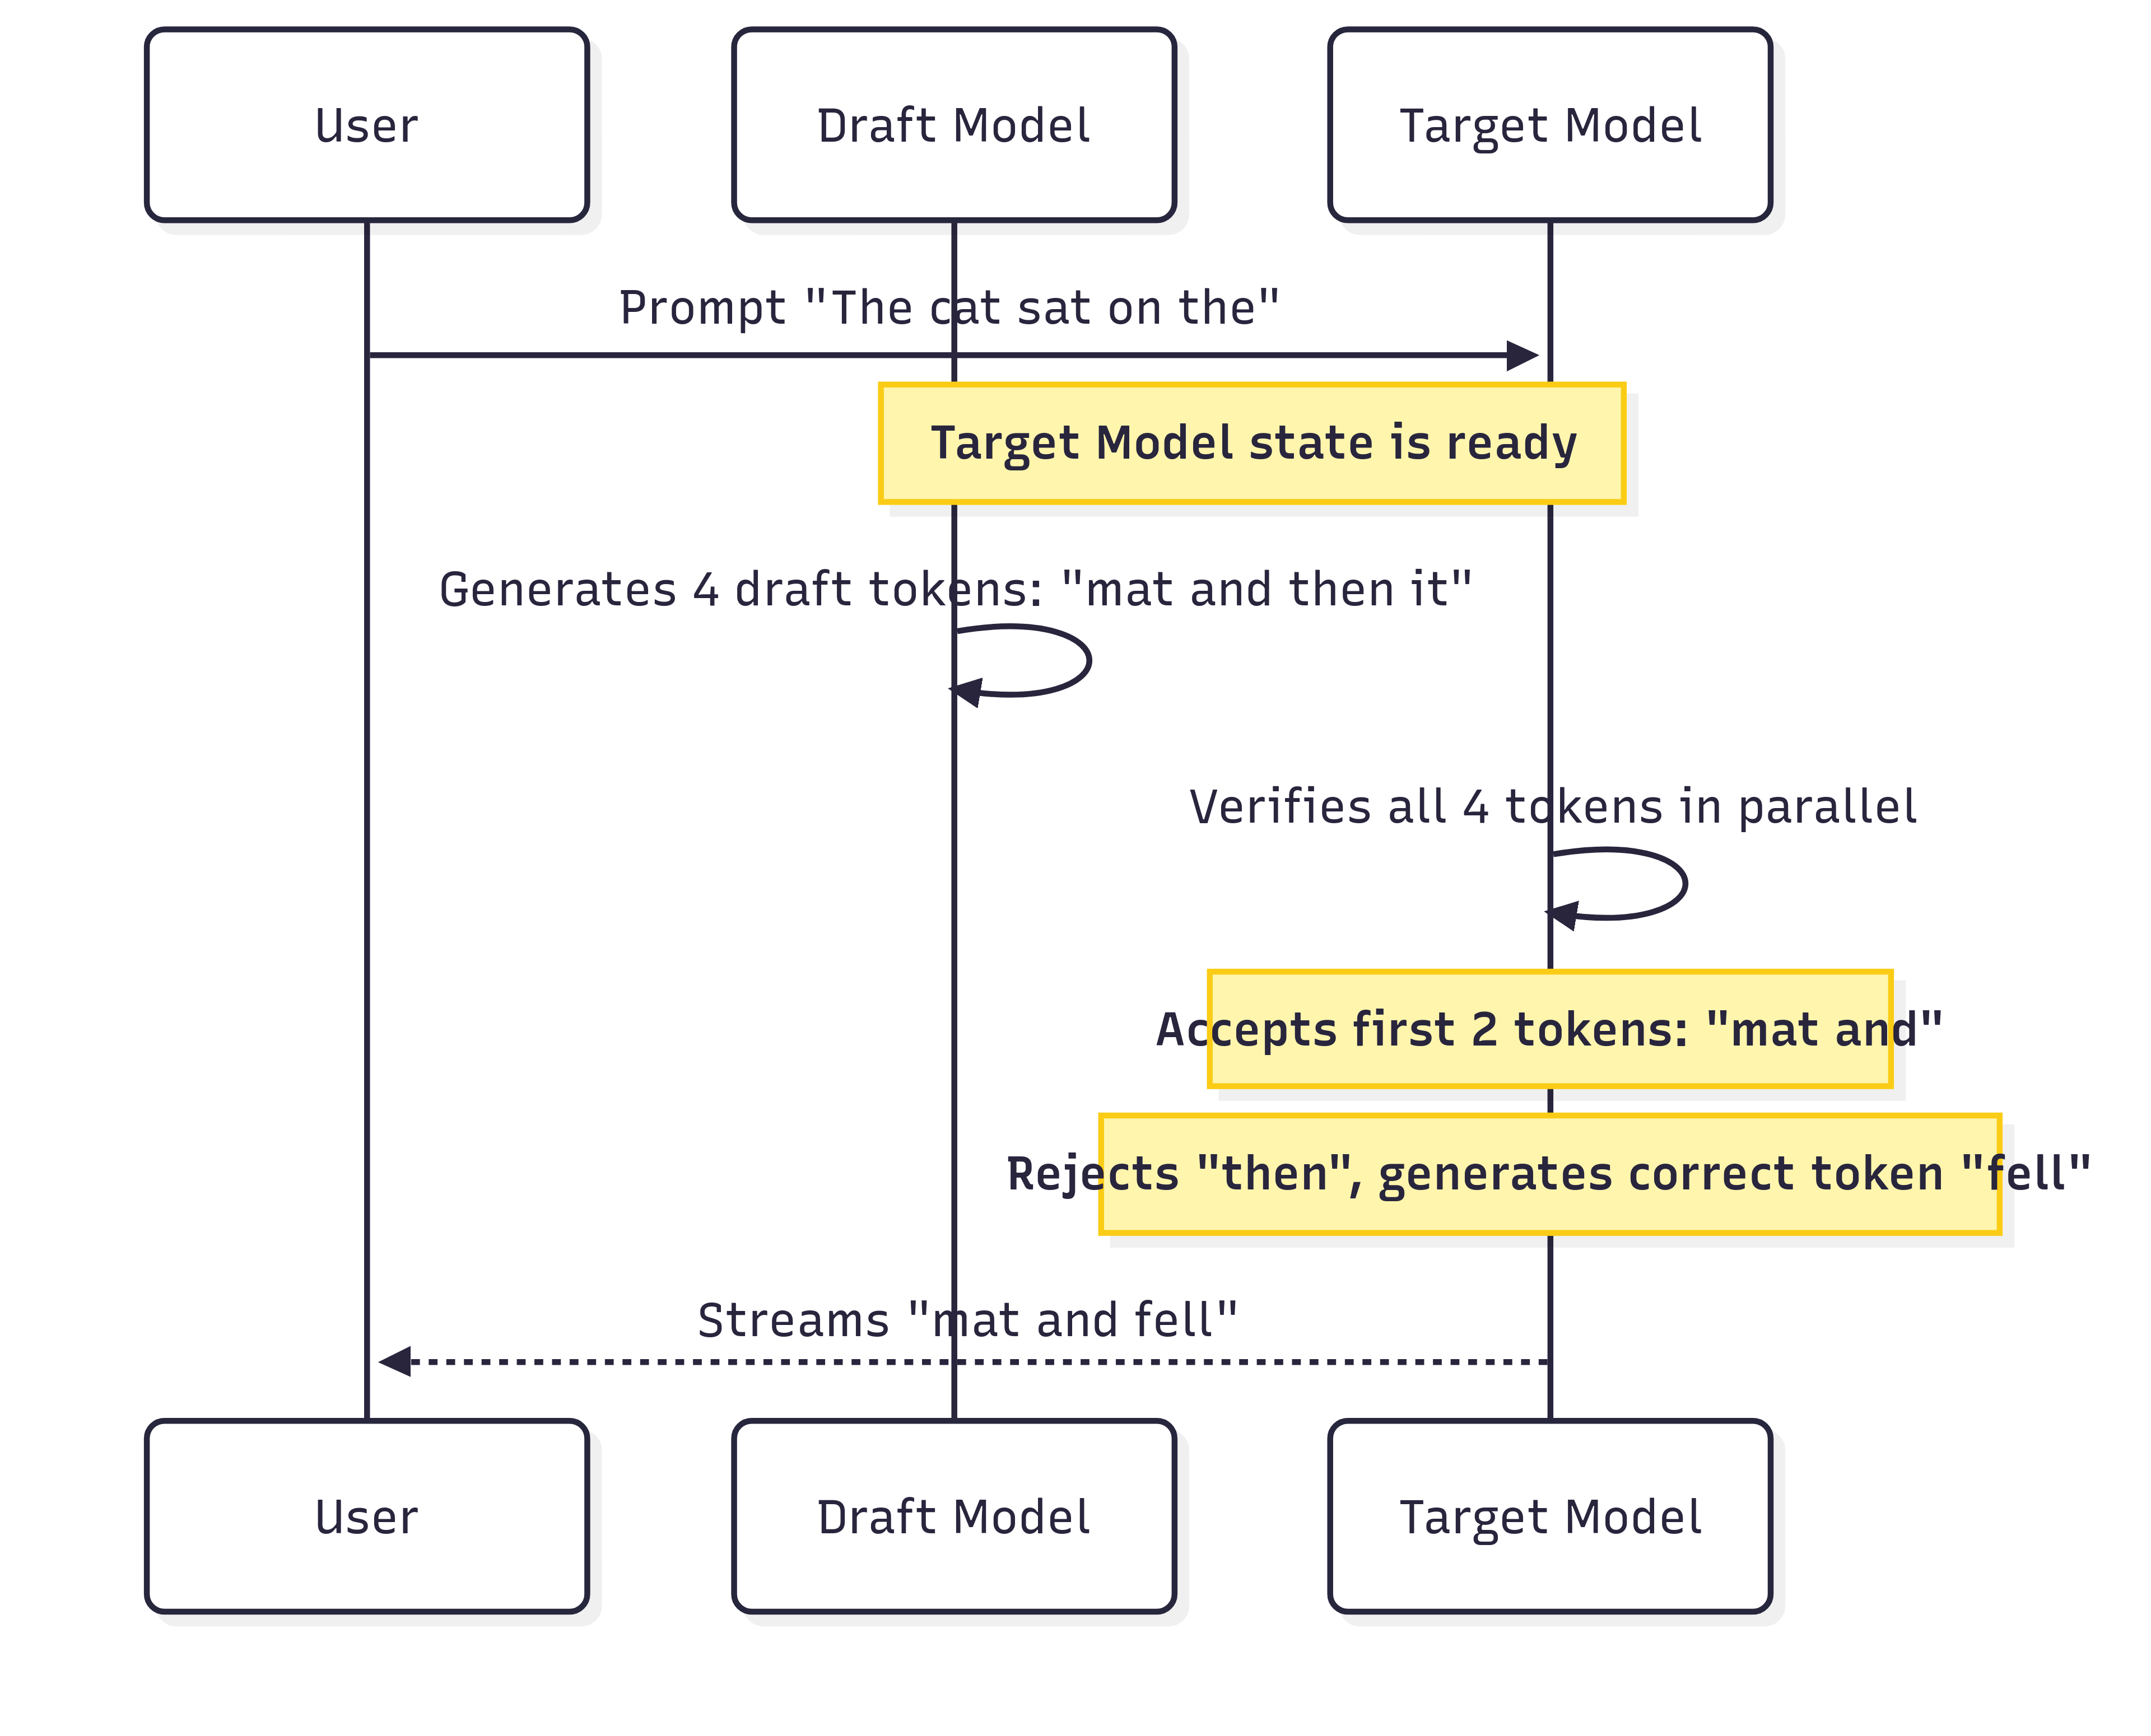 User
Draft Model
Target Model
Prompt "The cat sat on the"
Target Model state is ready
Generates 4 draft tokens: "mat and then it"
Verifies all 4 tokens in parallel
Accepts first 2 tokens: "mat and"
Rejects "then", generates correct token "fell"
Streams "mat and fell"
User
Draft Model
Target Model